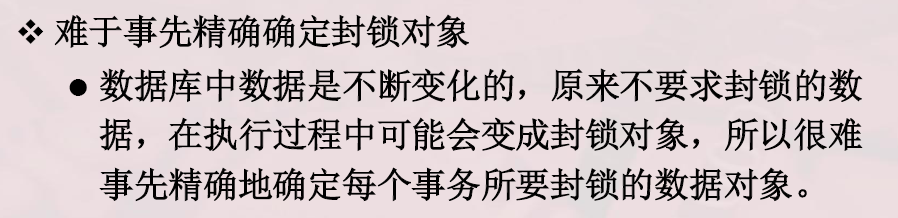 ❖ 难于事先精确确定封锁对象
● 数据库中数据是不断变化的，原来不要求封锁的数
据，在执行过程中可能会变成封锁对象，所以很难
事先精确地确定每个事务所要封锁的数据对象。